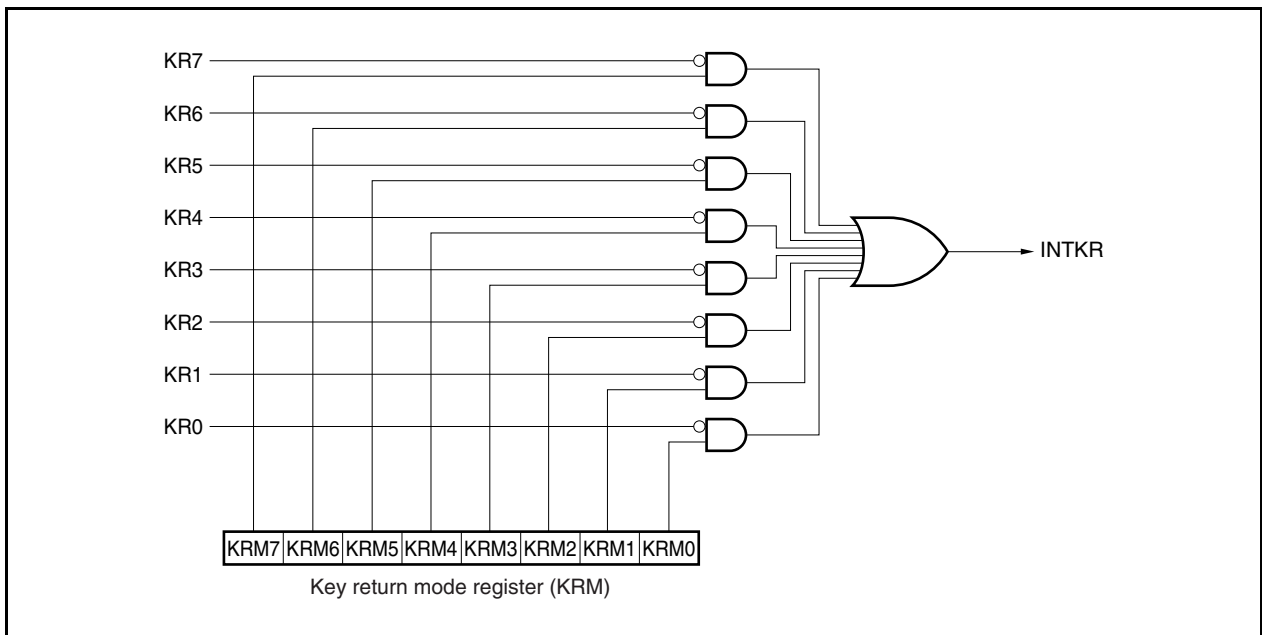 KR7
KR6
KR5
KR4
KR3
KR2
KR1
KR0
INTKR
KRM7 KRM6 KRM5 KRM4 KRM3 KRM2 KRM1 KRM0
Key return mode register (KRM)